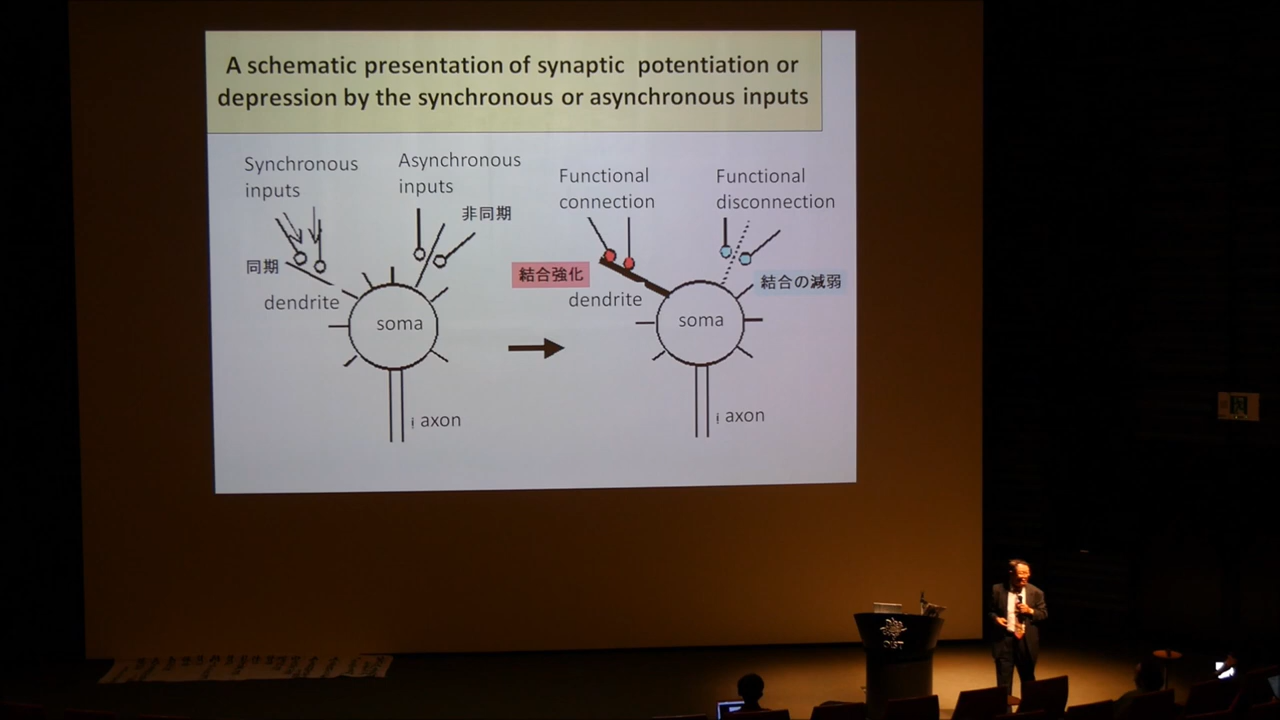 A schematic presentation of synaptic potentiation or
depression by the synchronous or asynchronous inputs
Synchronous
inputs
Asynchronous
inputs
非同期
同期
dendrite
soma
axon
Functional
connection
Functional
disconnection
結合強化
結合の減弱
dendrite
soma
axon
OIST